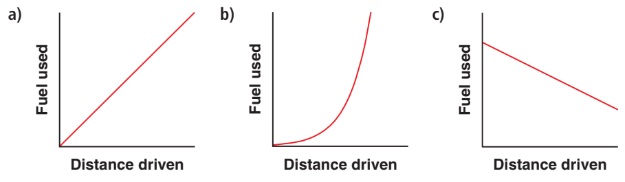 a)
Fuel used
Distance driven
b)
Fuel used
Distance driven
c)
Fuel used
Distance driven